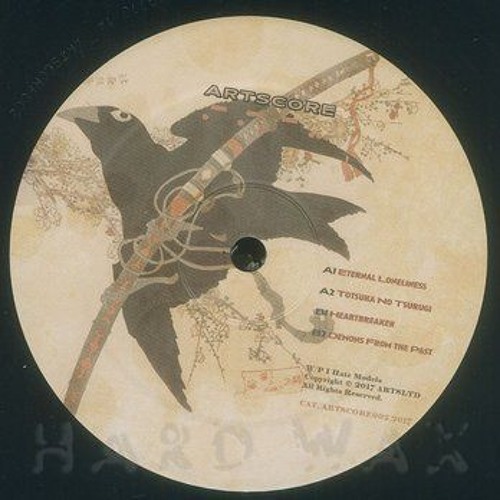 ARTSCORE
A1 ETERNAL LONELINESS
A2 TOTSUKA NO TSURUGI
B1 HEARTBREAKER
B2 DEMONS FROM THE PAST
W/P I Hate Models
Copyright © 2017 ARTSLTD
All Rights Reserved.
CAT. ARTSCORE002.2017
HARD WAX